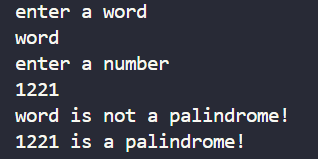 enter a word
word
enter a number
1221
word is not a palindrome!
1221 is a palindrome!